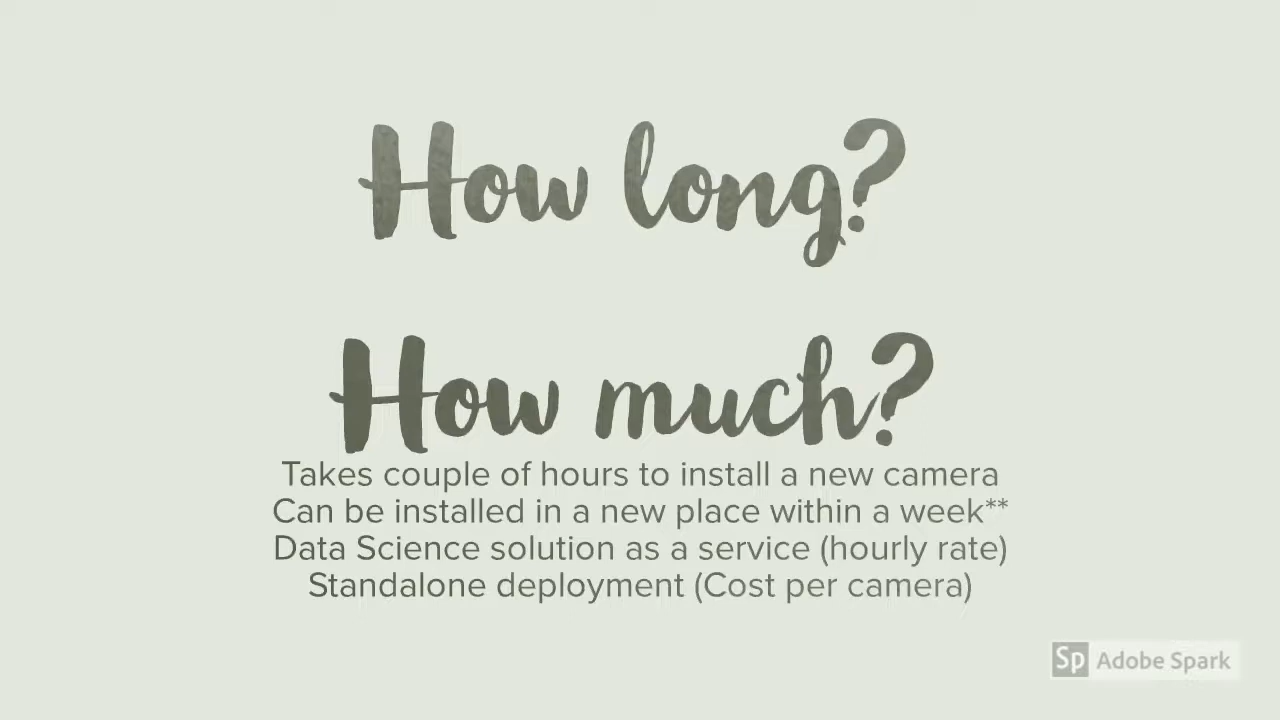 How long?
How much?
Takes couple of hours to install a new camera
Can be installed in a new place within a week**
Data Science solution as a service (hourly rate)
Standalone deployment (Cost per camera)
Sp Adobe Spark